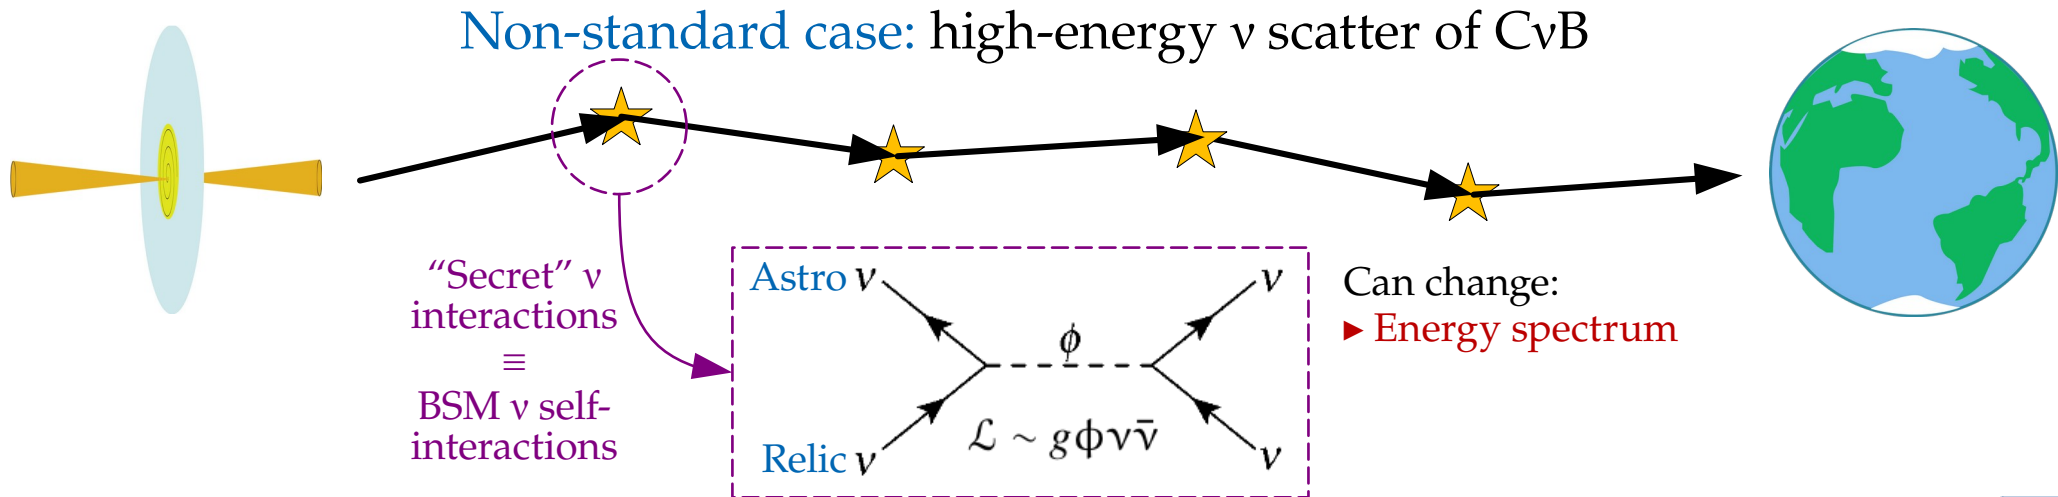 Non-standard case: high-energy ν scatter of CνB
“Secret” ν
interactions
≡
BSM ν self-
interactions
Astro ν
ν
ϕ
Relic ν
ν
ℒ ~ gϕνν̄
Can change:
▸ Energy spectrum